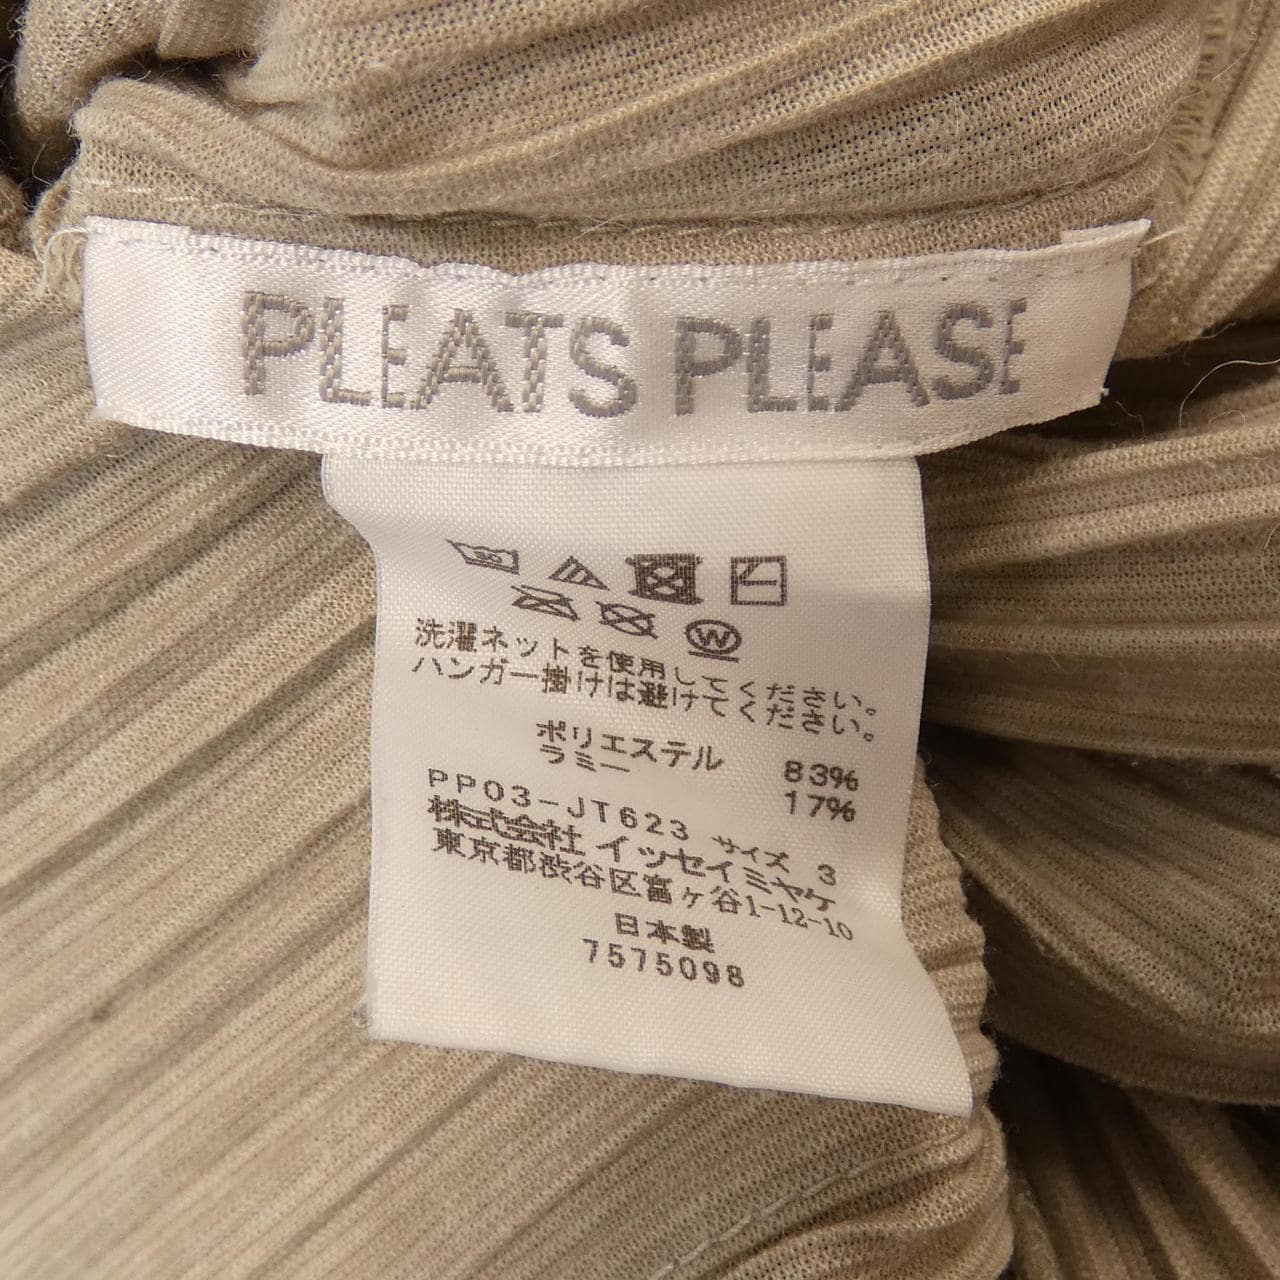 PLEATS PLEASE
30
W
洗濯ネットを使用してください。
ハンガー掛けは避けてください。
ポリエステル 83%
ラミー 17%
PP03-JT623 サイズ 3
株式会社 イッセイミヤケ
東京都渋谷区富ヶ谷1-12-10
日本製
7575098